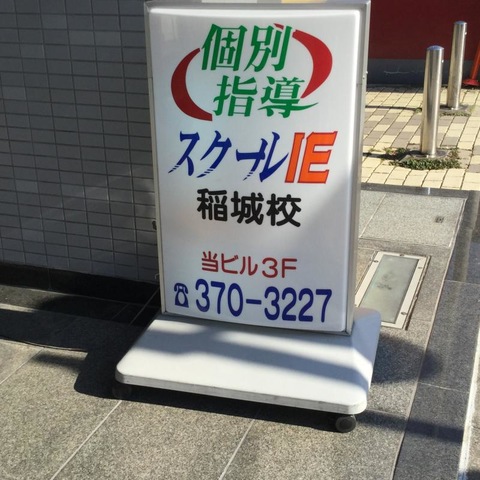 個別
指導
スクールIE
稲城校
当ビル3F
☎370-3227